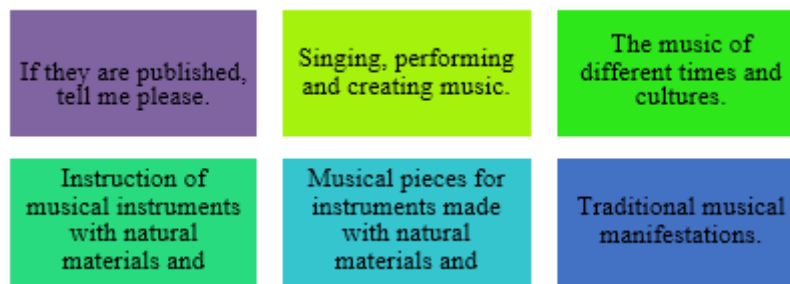 If they are published,
tell me please.
Singing, performing
and creating music.
The music of
different times and
cultures.
Instruction of
musical instruments
with natural
materials and
Musical pieces for
instruments made
with natural
materials and
Traditional musical
manifestations.